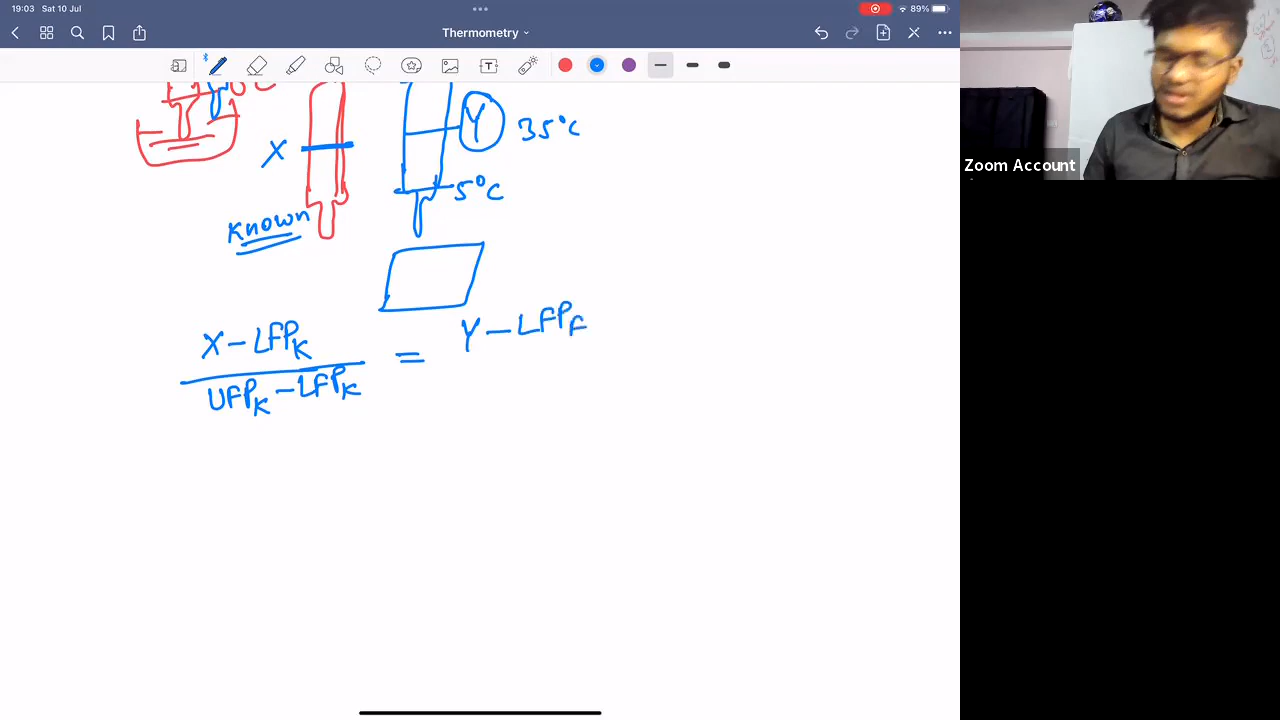 19:03 Sat 10 Jul
89%
Thermometry
X
Y
35°C
5°C
Known
X - LFPK
UFPK - LFPK
=
Y - LFPF
Zoom Account